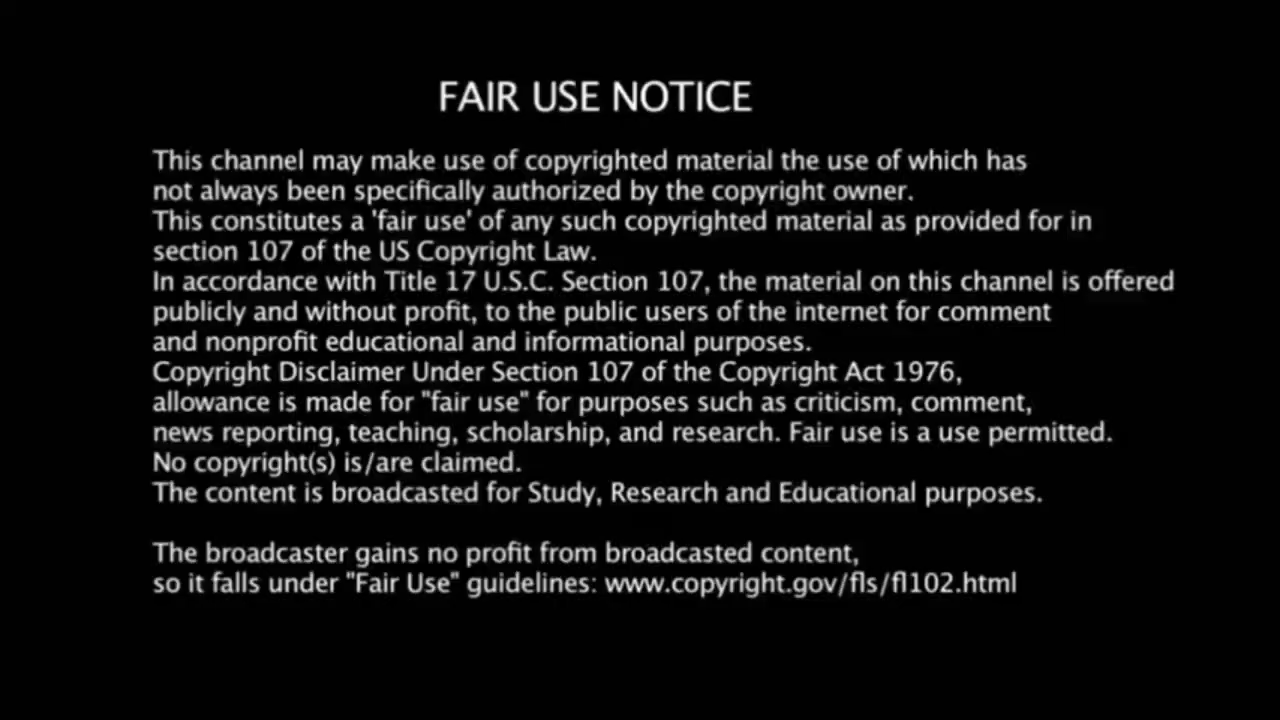 FAIR USE NOTICE
This channel may make use of copyrighted material the use of which has
not always been specifically authorized by the copyright owner.
This constitutes a 'fair use' of any such copyrighted material as provided for in
section 107 of the US Copyright Law.
In accordance with Title 17 U.S.C. Section 107, the material on this channel is offered
publicly and without profit, to the public users of the internet for comment
and nonprofit educational and informational purposes.
Copyright Disclaimer Under Section 107 of the Copyright Act 1976,
allowance is made for "fair use" for purposes such as criticism, comment,
news reporting, teaching, scholarship, and research. Fair use is a use permitted.
No copyright(s) is/are claimed.
The content is broadcasted for Study, Research and Educational purposes.
The broadcaster gains no profit from broadcasted content,
so it falls under "Fair Use" guidelines: www.copyright.gov/fls/fl102.html